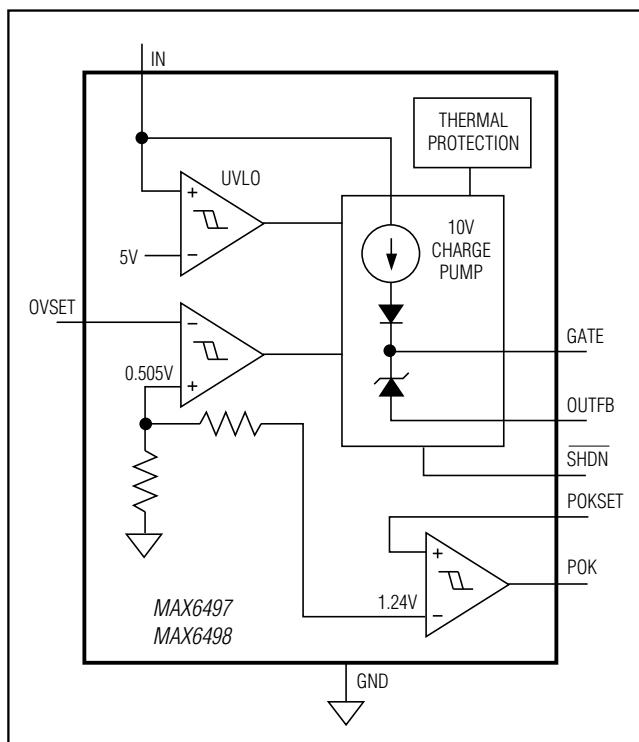 IN
THERMAL
PROTECTION
UVLO
+
5V
−
10V
CHARGE
PUMP
OVSET
−
0.505V
+
GATE
OUTFB
SHDN
POKSET
+
POK
1.24V
−
MAX6497
MAX6498
GND